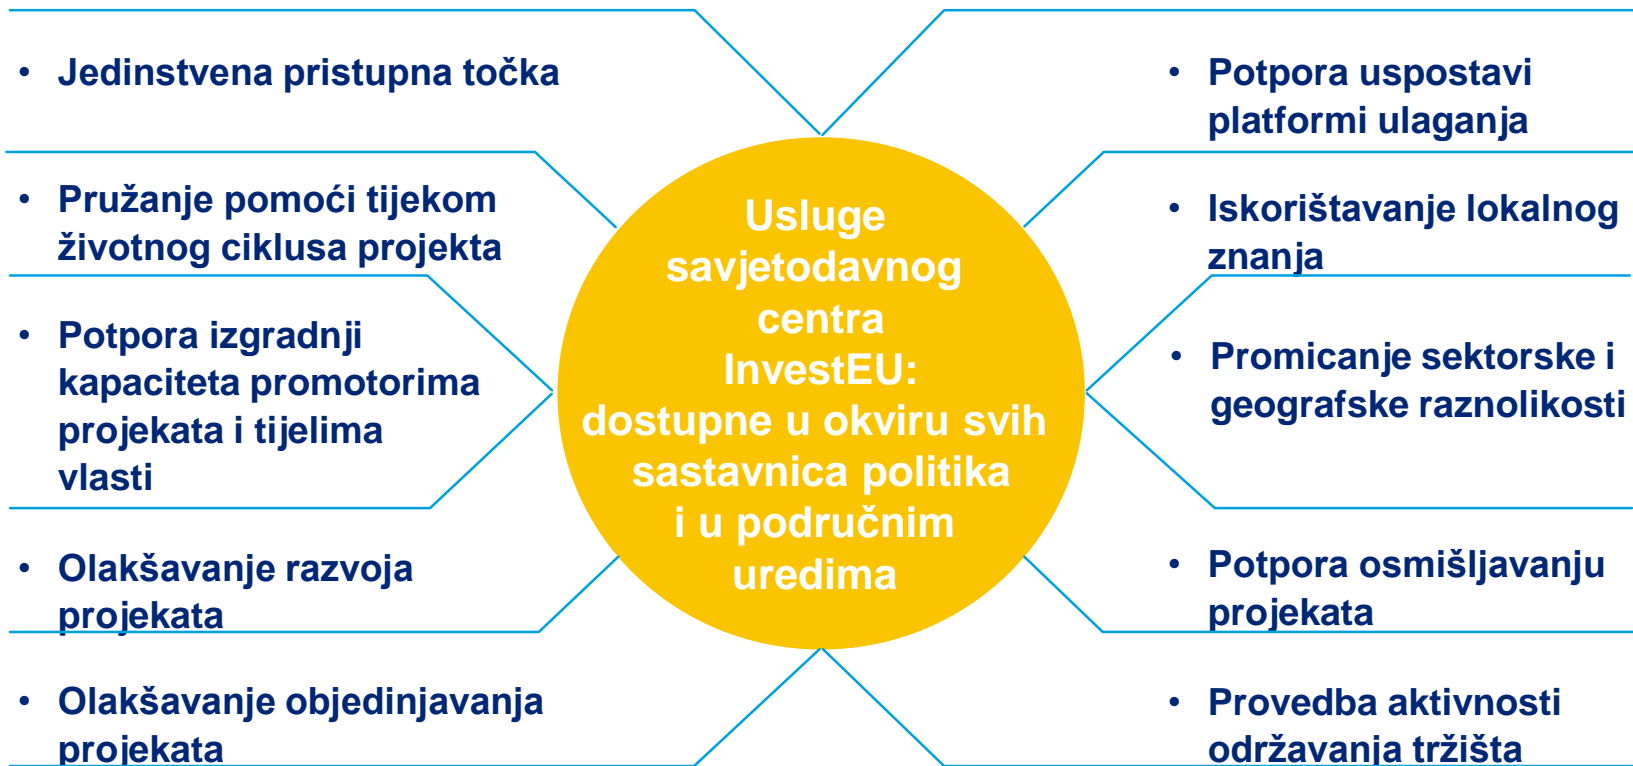 • Jedinstvena pristupna točka
• Pružanje pomoći tijekom
životnog ciklusa projekta
• Potpora izgradnji
kapaciteta promotorima
projekata i tijelima
vlasti
• Olakšavanje razvoja
projekata
• Olakšavanje objedinjavanja
projekata
Usluge
savjetodavnog
centra
InvestEU:
dostupne u okviru svih
sastavnica politika
i u područnim
uredima
• Potpora uspostavi
platformi ulaganja
• Iskorištavanje lokalnog
znanja
• Promicanje sektorske i
geografske raznolikosti
• Potpora osmišljavanju
projekata
• Provedba aktivnosti
održavanja tržišta